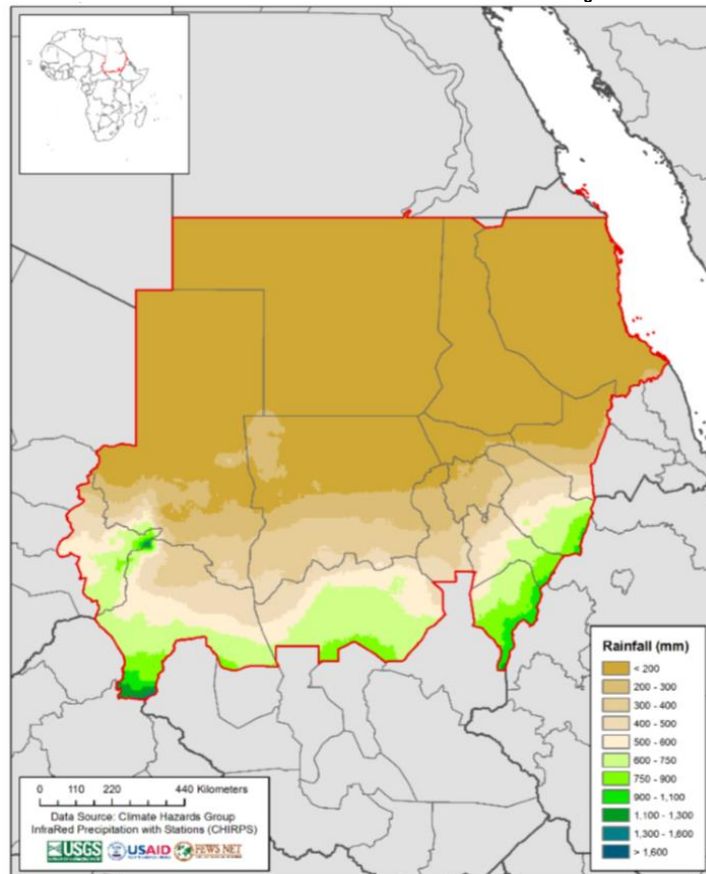 Rainfall (mm)
< 200
200 - 300
300 - 400
400 - 500
500 - 600
600 - 750
750 - 900
900 - 1,100
1,100 - 1,300
1,300 - 1,600
> 1,600
0 110 220 440 Kilometers
Data Source: Climate Hazards Group
InfraRed Precipitation with Stations (CHIRPS)
USGS USAID FEWS NET